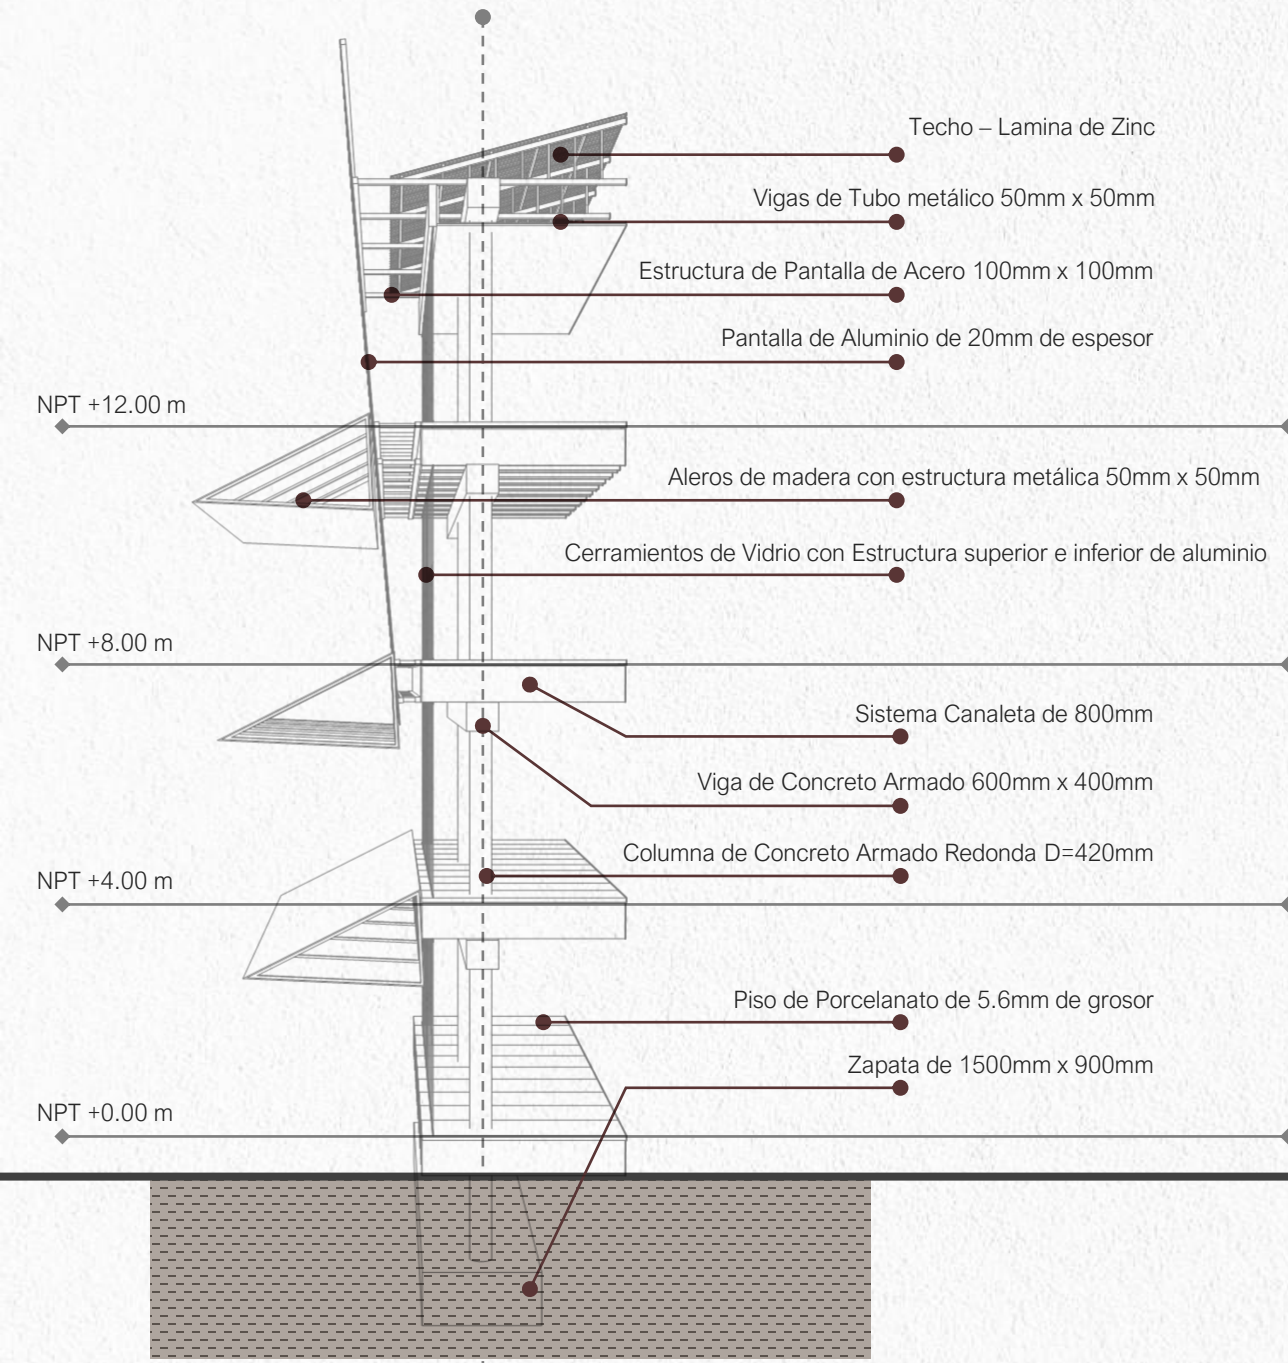 Techo – Lamina de Zinc
Vigas de Tubo metálico 50mm x 50mm
Estructura de Pantalla de Acero 100mm x 100mm
Pantalla de Aluminio de 20mm de espesor
NPT +12.00 m
Aleros de madera con estructura metálica 50mm x 50mm
Cerramientos de Vidrio con Estructura superior e inferior de aluminio
NPT +8.00 m
Sistema Canaleta de 800mm
Viga de Concreto Armado 600mm x 400mm
Columna de Concreto Armado Redonda D=420mm
NPT +4.00 m
Piso de Porcelanato de 5.6mm de grosor
Zapata de 1500mm x 900mm
NPT +0.00 m